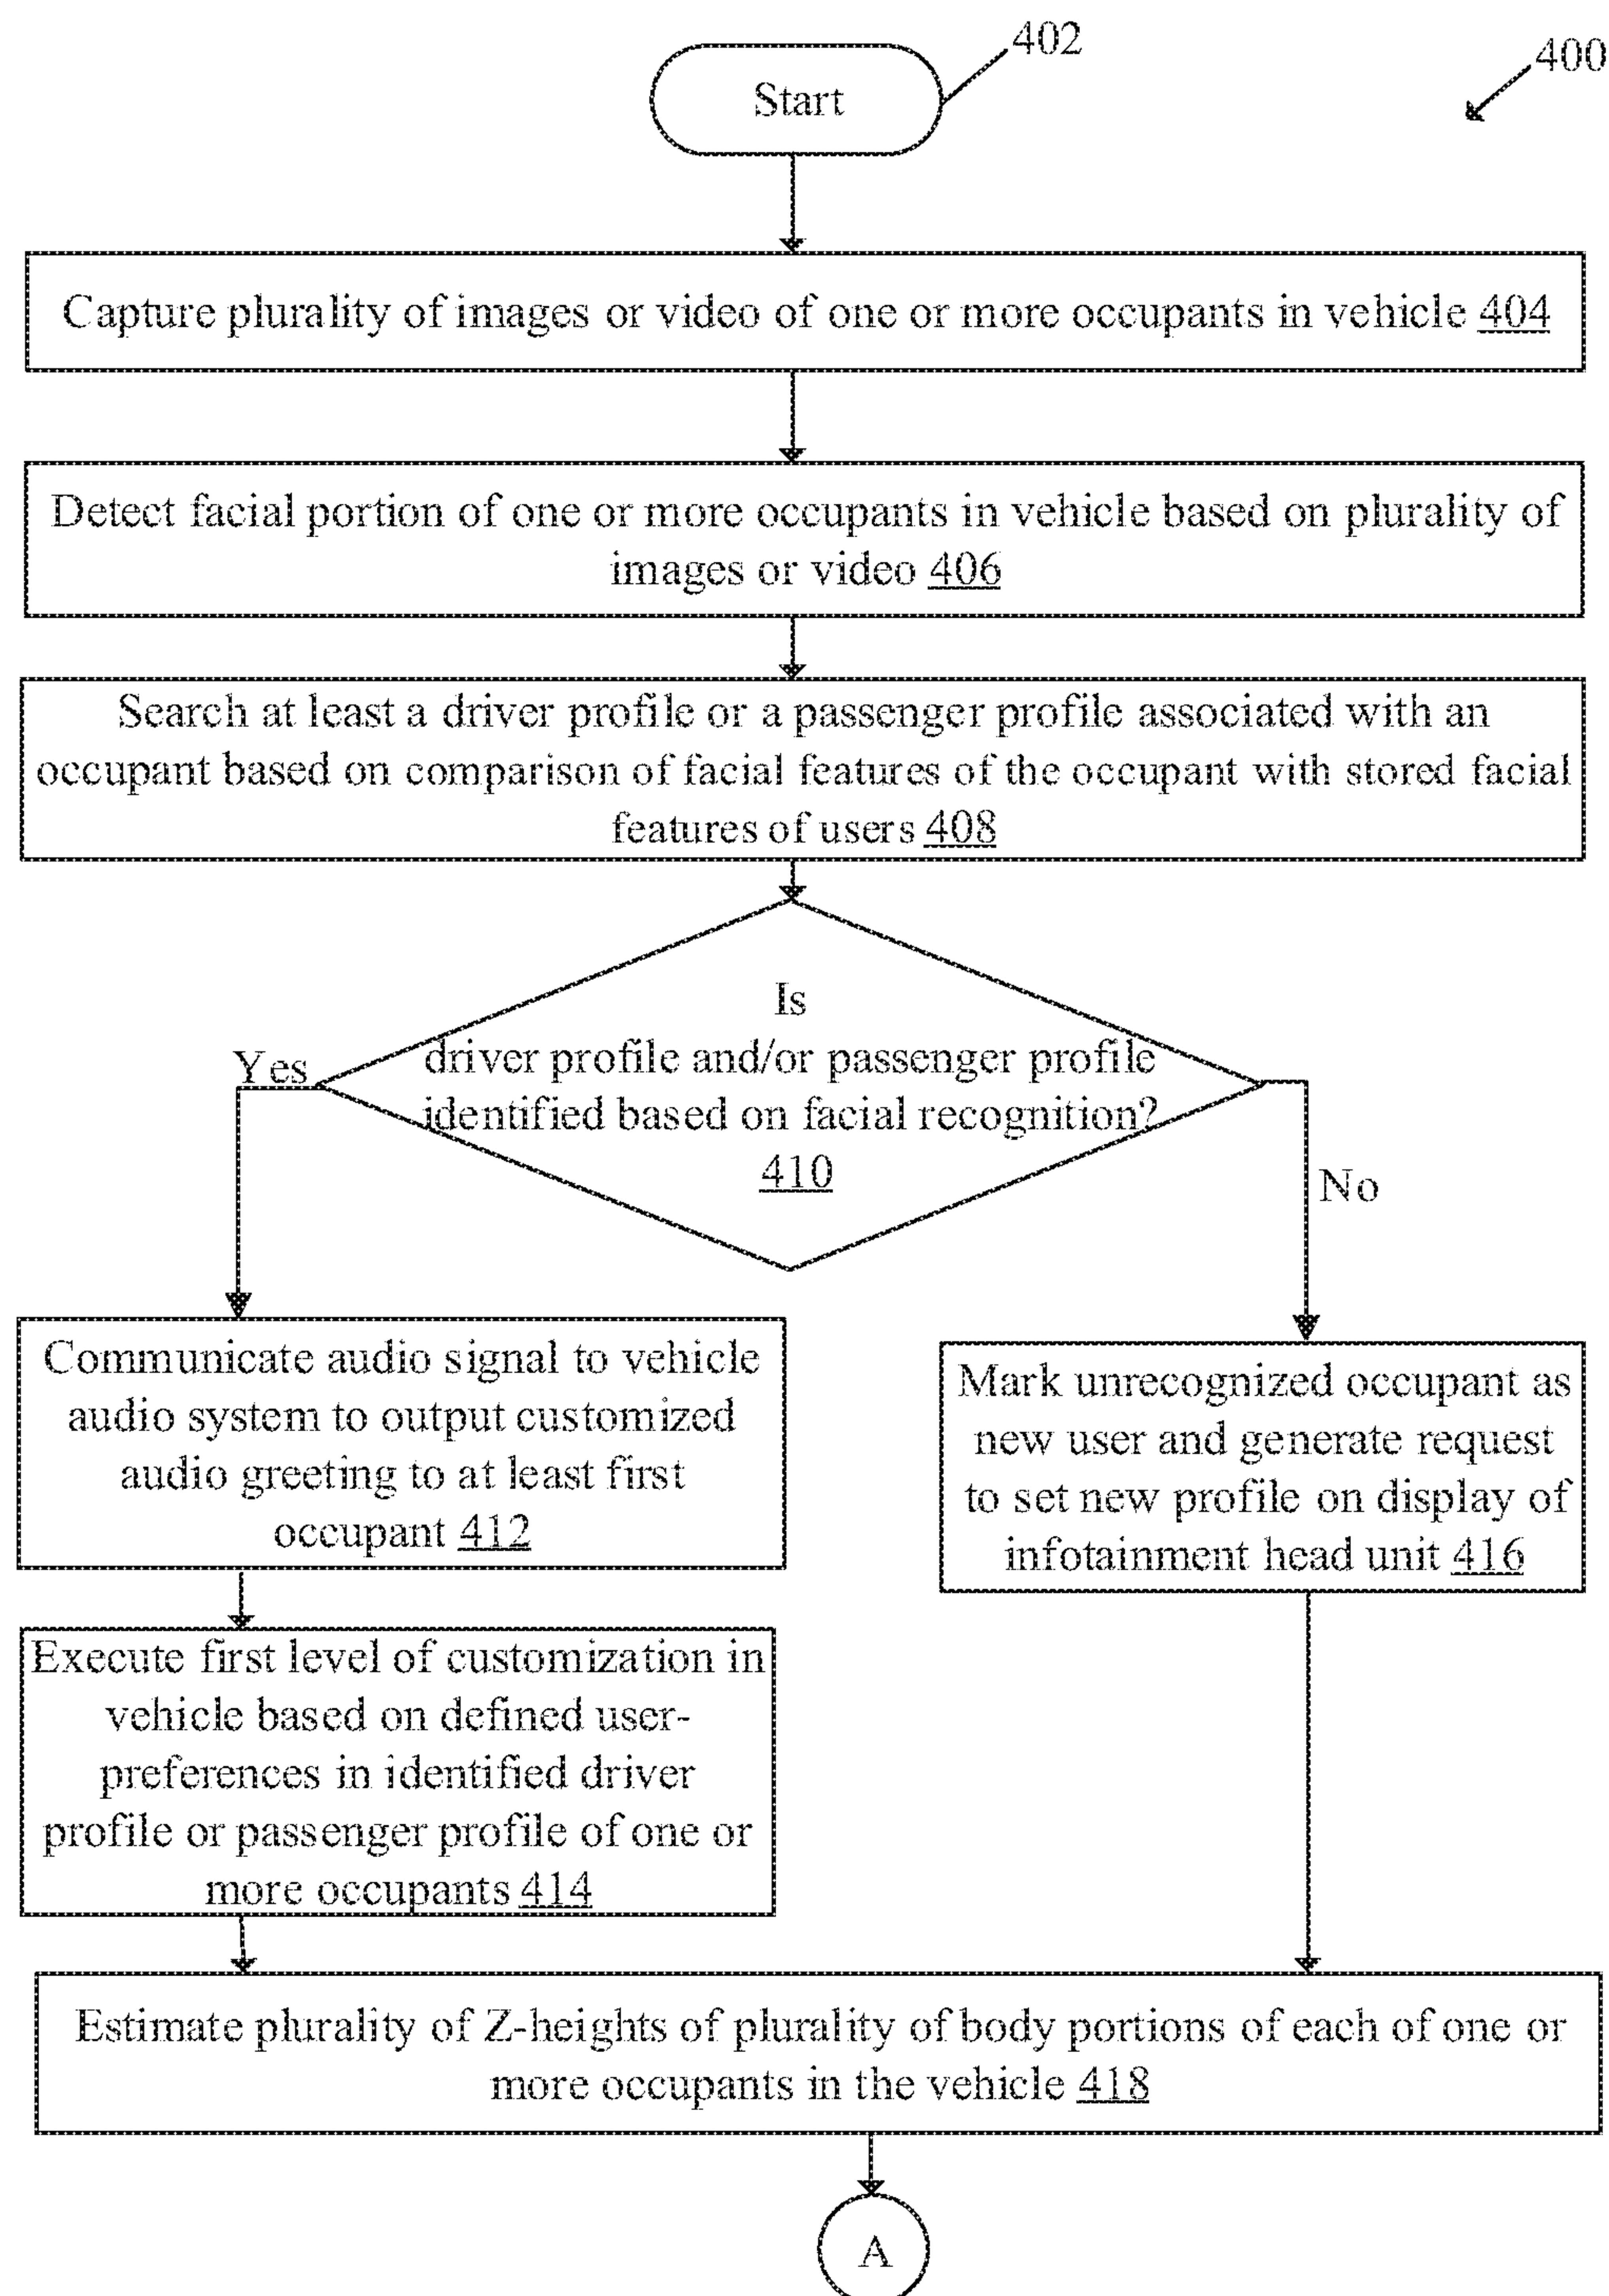 402
400
Start
Capture plurality of images or video of one or more occupants in vehicle 404
Detect facial portion of one or more occupants in vehicle based on plurality of
images or video 406
Search at least a driver profile or a passenger profile associated with an
occupant based on comparison of facial features of the occupant with stored facial
features of users 408
Is
driver profile and/or passenger profile
identified based on facial recognition?
410
Yes
No
Communicate audio signal to vehicle
audio system to output customized
audio greeting to at least first
occupant 412
Mark unrecognized occupant as
new user and generate request
to set new profile on display of
infotainment head unit 416
Execute first level of customization in
vehicle based on defined user-
preferences in identified driver
profile or passenger profile of one or
more occupants 414
Estimate plurality of Z-heights of plurality of body portions of each of one or
more occupants in the vehicle 418
A